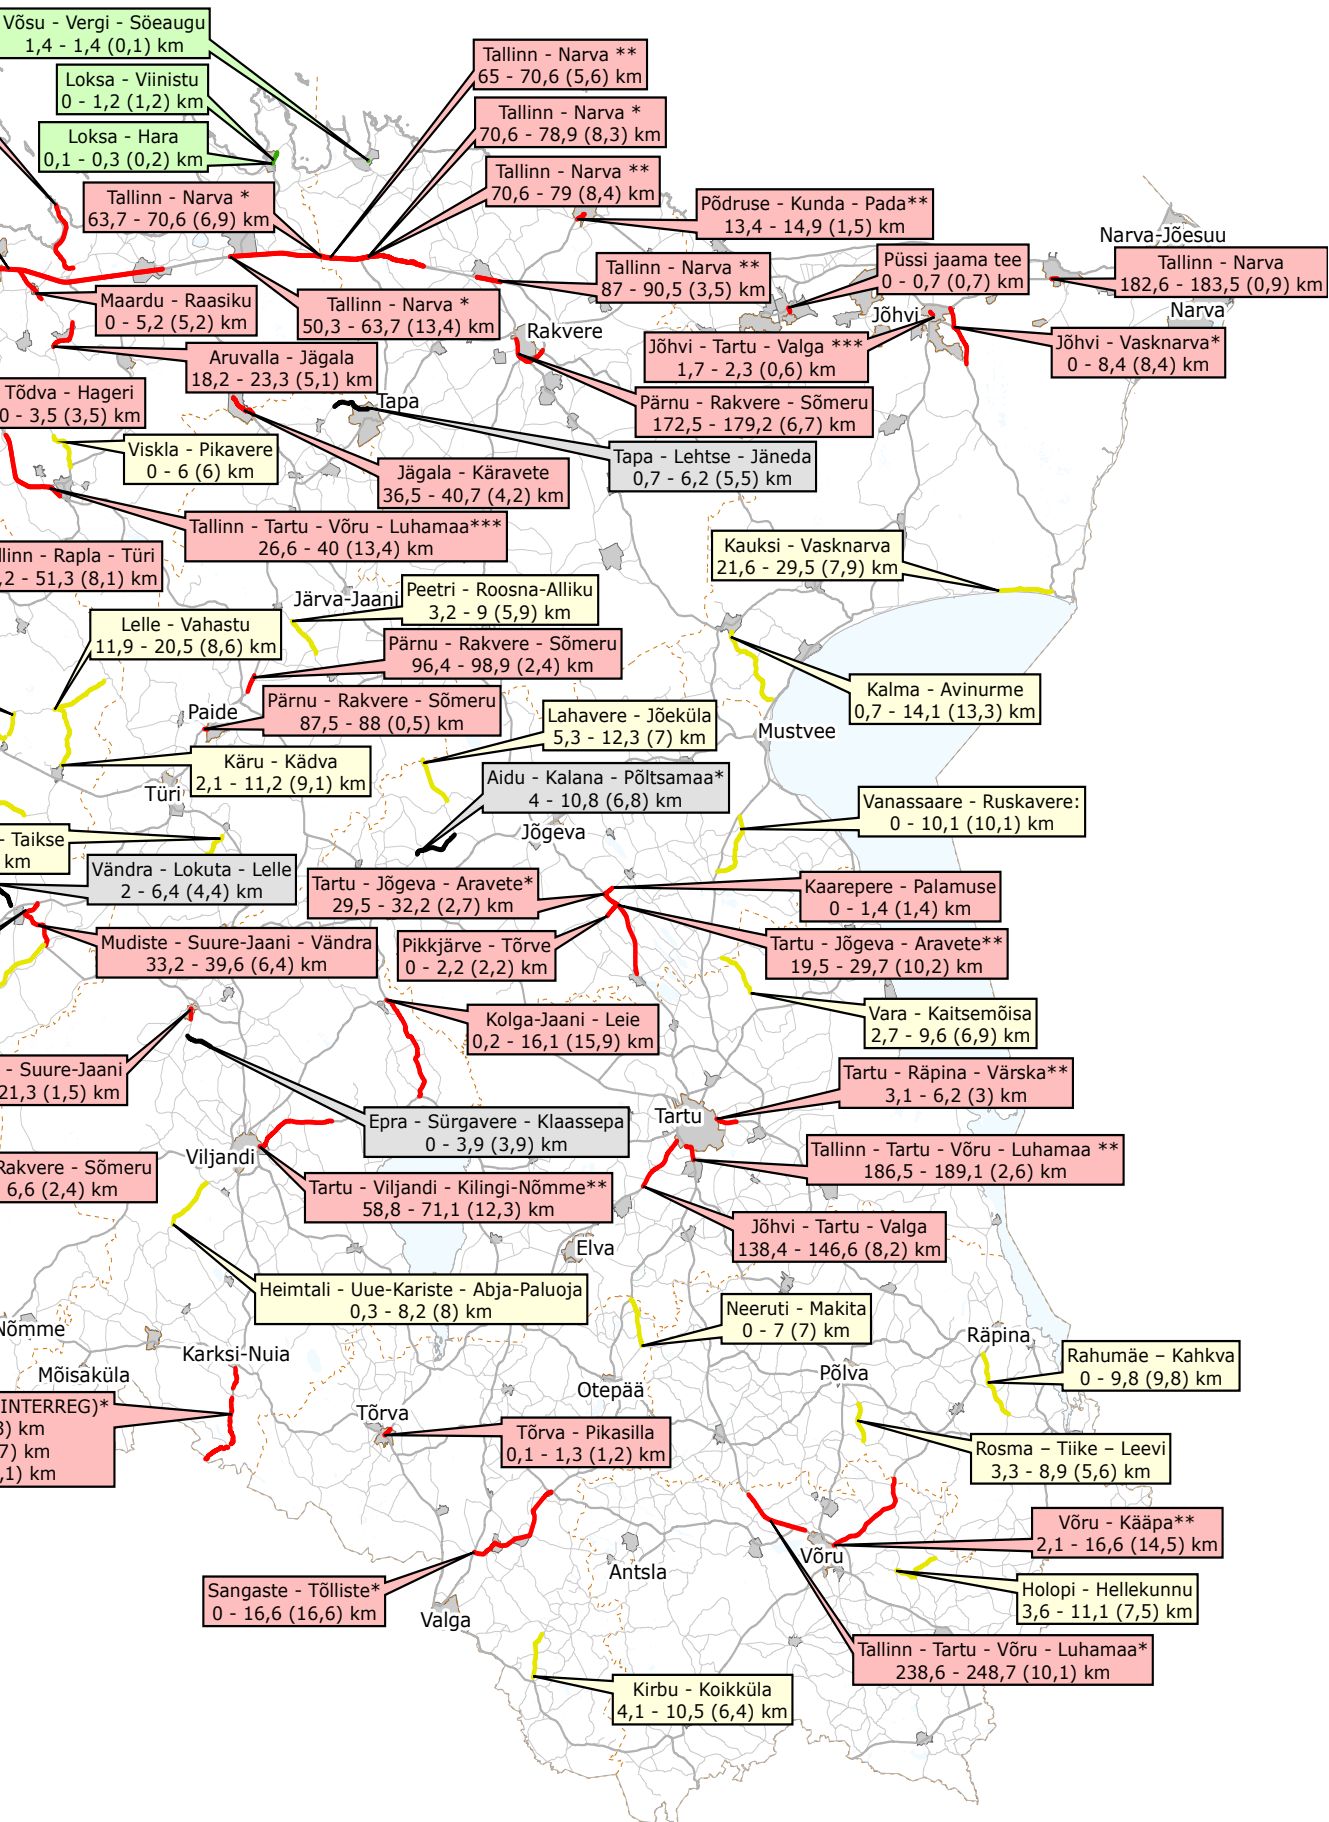 Võsu - Vergi - Söeaugu
1,4 - 1,4 (0,1) km
Loksa - Viinistu
0 - 1,2 (1,2) km
Loksa - Hara
0,1 - 0,3 (0,2) km
Tallinn - Narva *
63,7 - 70,6 (6,9) km
Tallinn - Narva **
65 - 70,6 (5,6) km
Tallinn - Narva *
70,6 - 78,9 (8,3) km
Tallinn - Narva **
70,6 - 79 (8,4) km
Põdruse - Kunda - Pada**
13,4 - 14,9 (1,5) km
Narva-Jõesuu
Tallinn - Narva
182,6 - 183,5 (0,9) km
Püssi jaama tee
0 - 0,7 (0,7) km
Tallinn - Narva **
87 - 90,5 (3,5) km
Maardu - Raasiku
0 - 5,2 (5,2) km
Tallinn - Narva *
50,3 - 63,7 (13,4) km
Narva
Jõhvi
Rakvere
Jõhvi - Tartu - Valga ***
1,7 - 2,3 (0,6) km
Jõhvi - Vasknarva*
0 - 8,4 (8,4) km
Aruvalla - Jägala
18,2 - 23,3 (5,1) km
Tõdva - Hageri
0 - 3,5 (3,5) km
Tapa
Pärnu - Rakvere - Sõmeru
172,5 - 179,2 (6,7) km
Viskla - Pikavere
0 - 6 (6) km
Jägala - Käravete
36,5 - 40,7 (4,2) km
Tapa - Lehtse - Jäneda
0,7 - 6,2 (5,5) km
Tallinn - Tartu - Võru - Luhamaa***
26,6 - 40 (13,4) km
llinn - Rapla - Türi
,2 - 51,3 (8,1) km
Kauksi - Vasknarva
21,6 - 29,5 (7,9) km
Järva-Jaani
Peetri - Roosna-Alliku
3,2 - 9 (5,9) km
Lelle - Vahastu
11,9 - 20,5 (8,6) km
Pärnu - Rakvere - Sõmeru
96,4 - 98,9 (2,4) km
Pärnu - Rakvere - Sõmeru
87,5 - 88 (0,5) km
Paide
Kalma - Avinurme
0,7 - 14,1 (13,3) km
Lahavere - Jõeküla
5,3 - 12,3 (7) km
Mustvee
Käru - Kädva
2,1 - 11,2 (9,1) km
Türi
Aidu - Kalana - Põltsamaa*
4 - 10,8 (6,8) km
Vanassaare - Ruskavere:
0 - 10,1 (10,1) km
Jõgeva
- Taikse
km
Vändra - Lokuta - Lelle
2 - 6,4 (4,4) km
Tartu - Jõgeva - Aravete*
29,5 - 32,2 (2,7) km
Kaarepere - Palamuse
0 - 1,4 (1,4) km
Mudiste - Suure-Jaani - Vändra
33,2 - 39,6 (6,4) km
Pikkjärve - Tõrve
0 - 2,2 (2,2) km
Tartu - Jõgeva - Aravete**
19,5 - 29,7 (10,2) km
Kolga-Jaani - Leie
0,2 - 16,1 (15,9) km
Vara - Kaitsemõisa
2,7 - 9,6 (6,9) km
- Suure-Jaani
21,3 (1,5) km
Tartu - Räpina - Värska**
3,1 - 6,2 (3) km
Epra - Sürgavere - Klaassepa
0 - 3,9 (3,9) km
Tartu
Tallinn - Tartu - Võru - Luhamaa **
186,5 - 189,1 (2,6) km
Viljandi
Rakvere - Sõmeru
6,6 (2,4) km
Tartu - Viljandi - Kilingi-Nõmme**
58,8 - 71,1 (12,3) km
Jõhvi - Tartu - Valga
138,4 - 146,6 (8,2) km
Elva
Heimtali - Uue-Kariste - Abja-Paluoja
0,3 - 8,2 (8) km
Neeruti - Makita
0 - 7 (7) km
Nõmme
Räpina
Karksi-Nuia
Rahumäe – Kahkva
0 - 9,8 (9,8) km
Mõisaküla
Põlva
Otepää
INTERREG)*
3) km
7) km
,1) km
Tõrva
Tõrva - Pikasilla
0,1 - 1,3 (1,2) km
Rosma – Tiike – Leevi
3,3 - 8,9 (5,6) km
Võru - Kääpa**
2,1 - 16,6 (14,5) km
Võru
Antsla
Sangaste - Tõlliste*
0 - 16,6 (16,6) km
Holopi - Hellekunnu
3,6 - 11,1 (7,5) km
Valga
Tallinn - Tartu - Võru - Luhamaa*
238,6 - 248,7 (10,1) km
Kirbu - Koikküla
4,1 - 10,5 (6,4) km